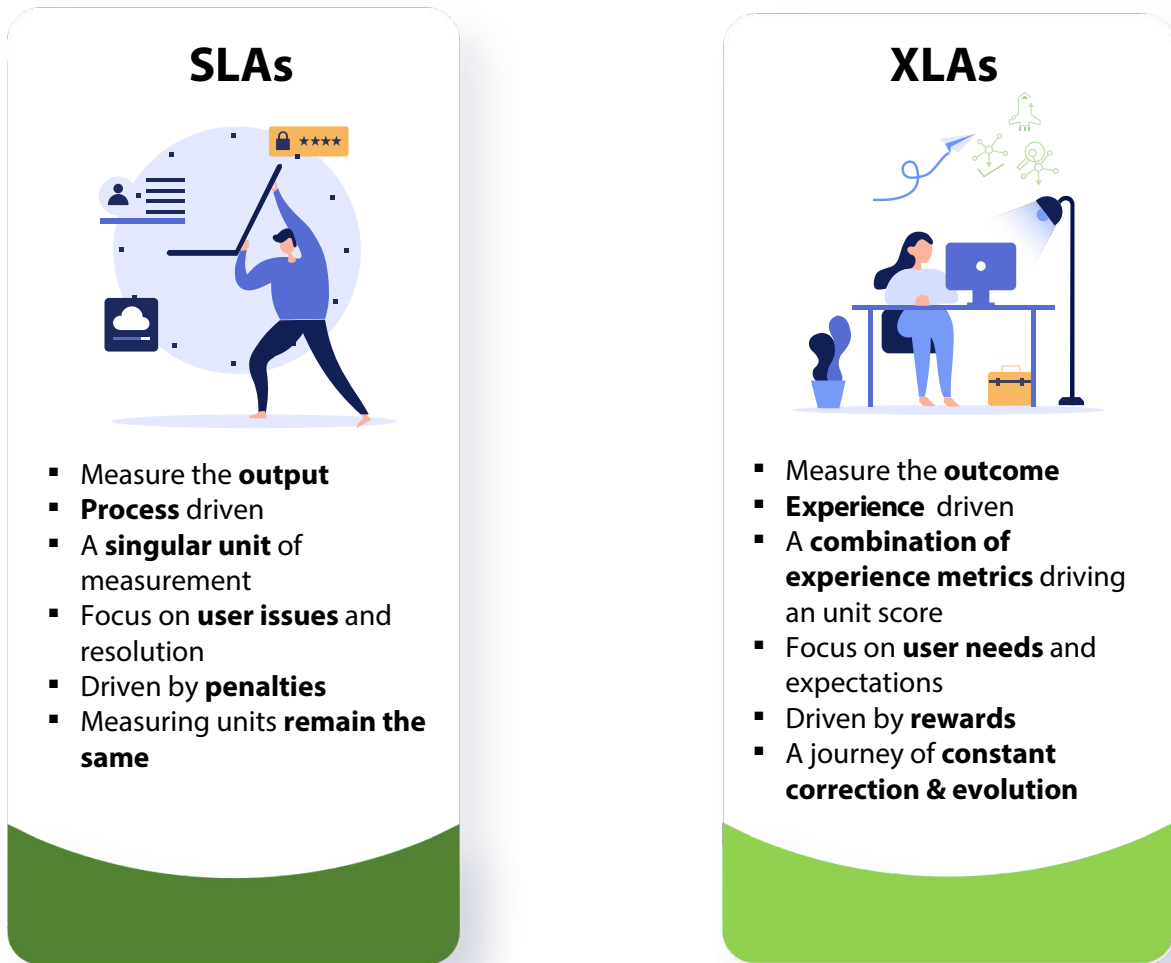 SLAs
★★★★
▪ Measure the output
▪ Process driven
▪ A singular unit of
measurement
▪ Focus on user issues and
resolution
▪ Driven by penalties
▪ Measuring units remain the
same
XLAs
▪ Measure the outcome
▪ Experience  driven
▪ A combination of
experience metrics driving
an unit score
▪ Focus on user needs and
expectations
▪ Driven by rewards
▪ A journey of constant
correction & evolution